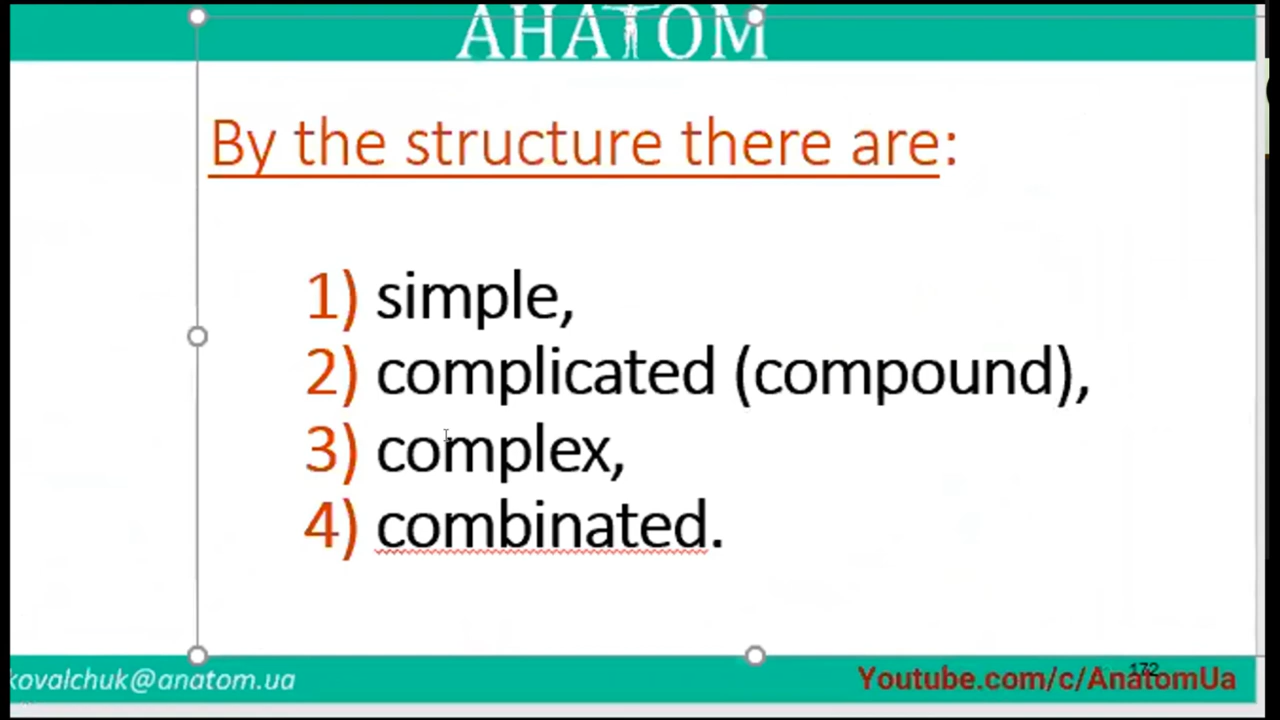 АНАТОМ
By the structure there are:
1) simple,
2) complicated (compound),
3) complex,
4) combinated.
kovalchuk@anatom.ua
Youtube.com/c/AnatomUa
172